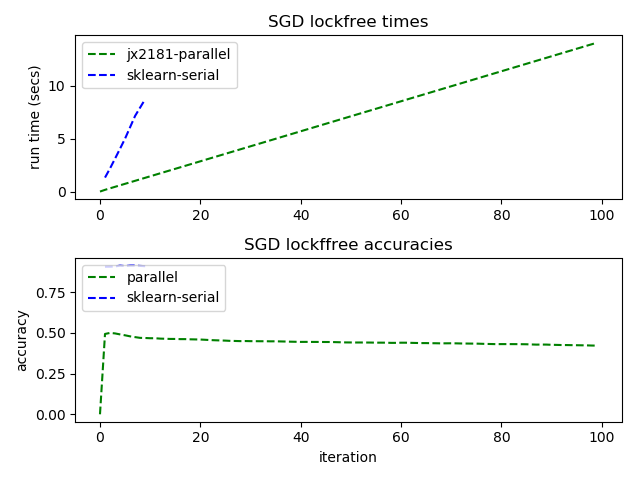 SGD lockfree times
jx2181-parallel
sklearn-serial
run time (secs)
10
5
0
0 20 40 60 80 100
SGD lockffree accuracies
parallel
sklearn-serial
accuracy
0.75
0.50
0.25
0.00
0 20 40 60 80 100
iteration